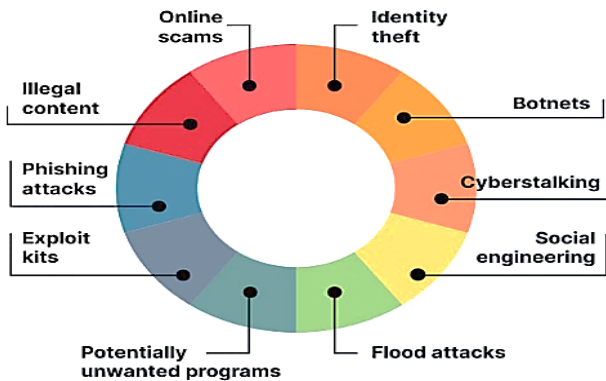 Online
scams
Identity
theft
Illegal
content
Botnets
Phishing
attacks
Cyberstalking
Exploit
kits
Social
engineering
Potentially
unwanted programs
Flood attacks